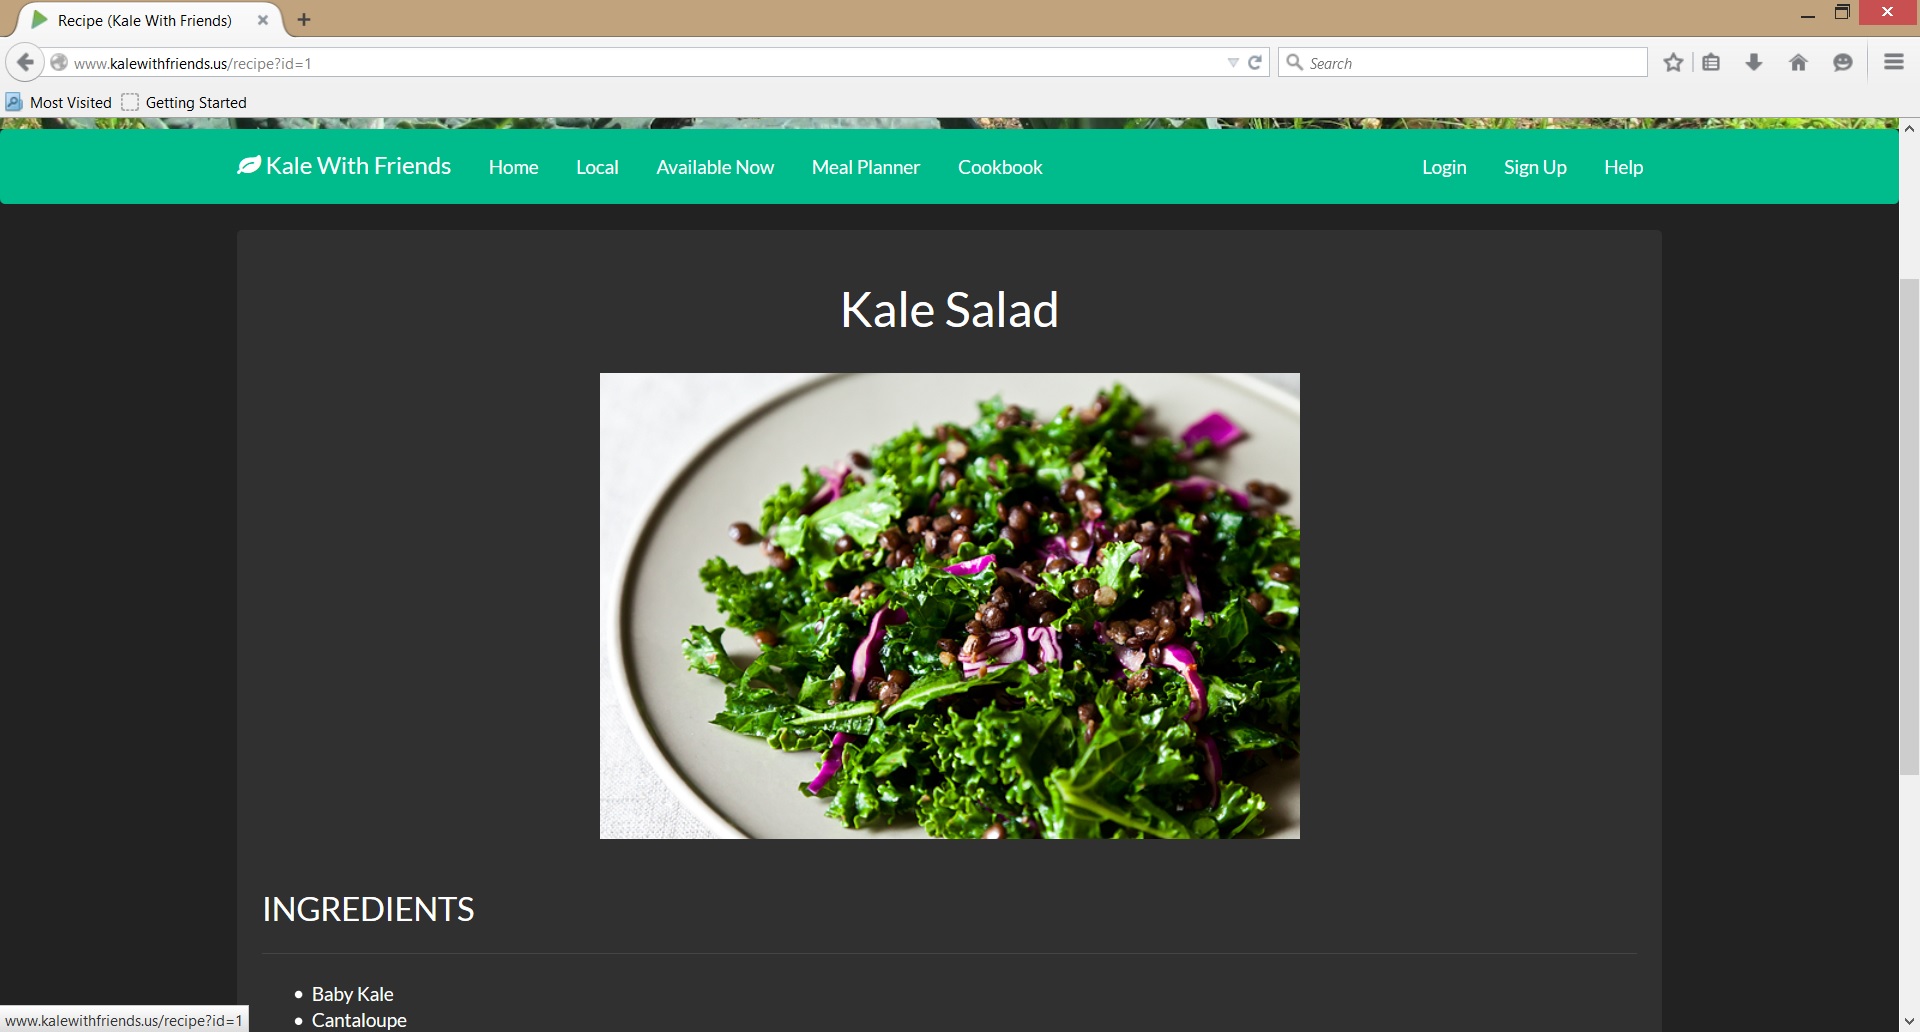 Recipe (Kale With Friends)
www.kalewithfriends.us/recipe?id=1
Search
Most Visited Getting Started
Kale With Friends Home Local Available Now Meal Planner Cookbook Login Sign Up Help
Kale Salad
INGREDIENTS
Baby Kale
Cantaloupe
www.kalewithfriends.us/recipe?id=1